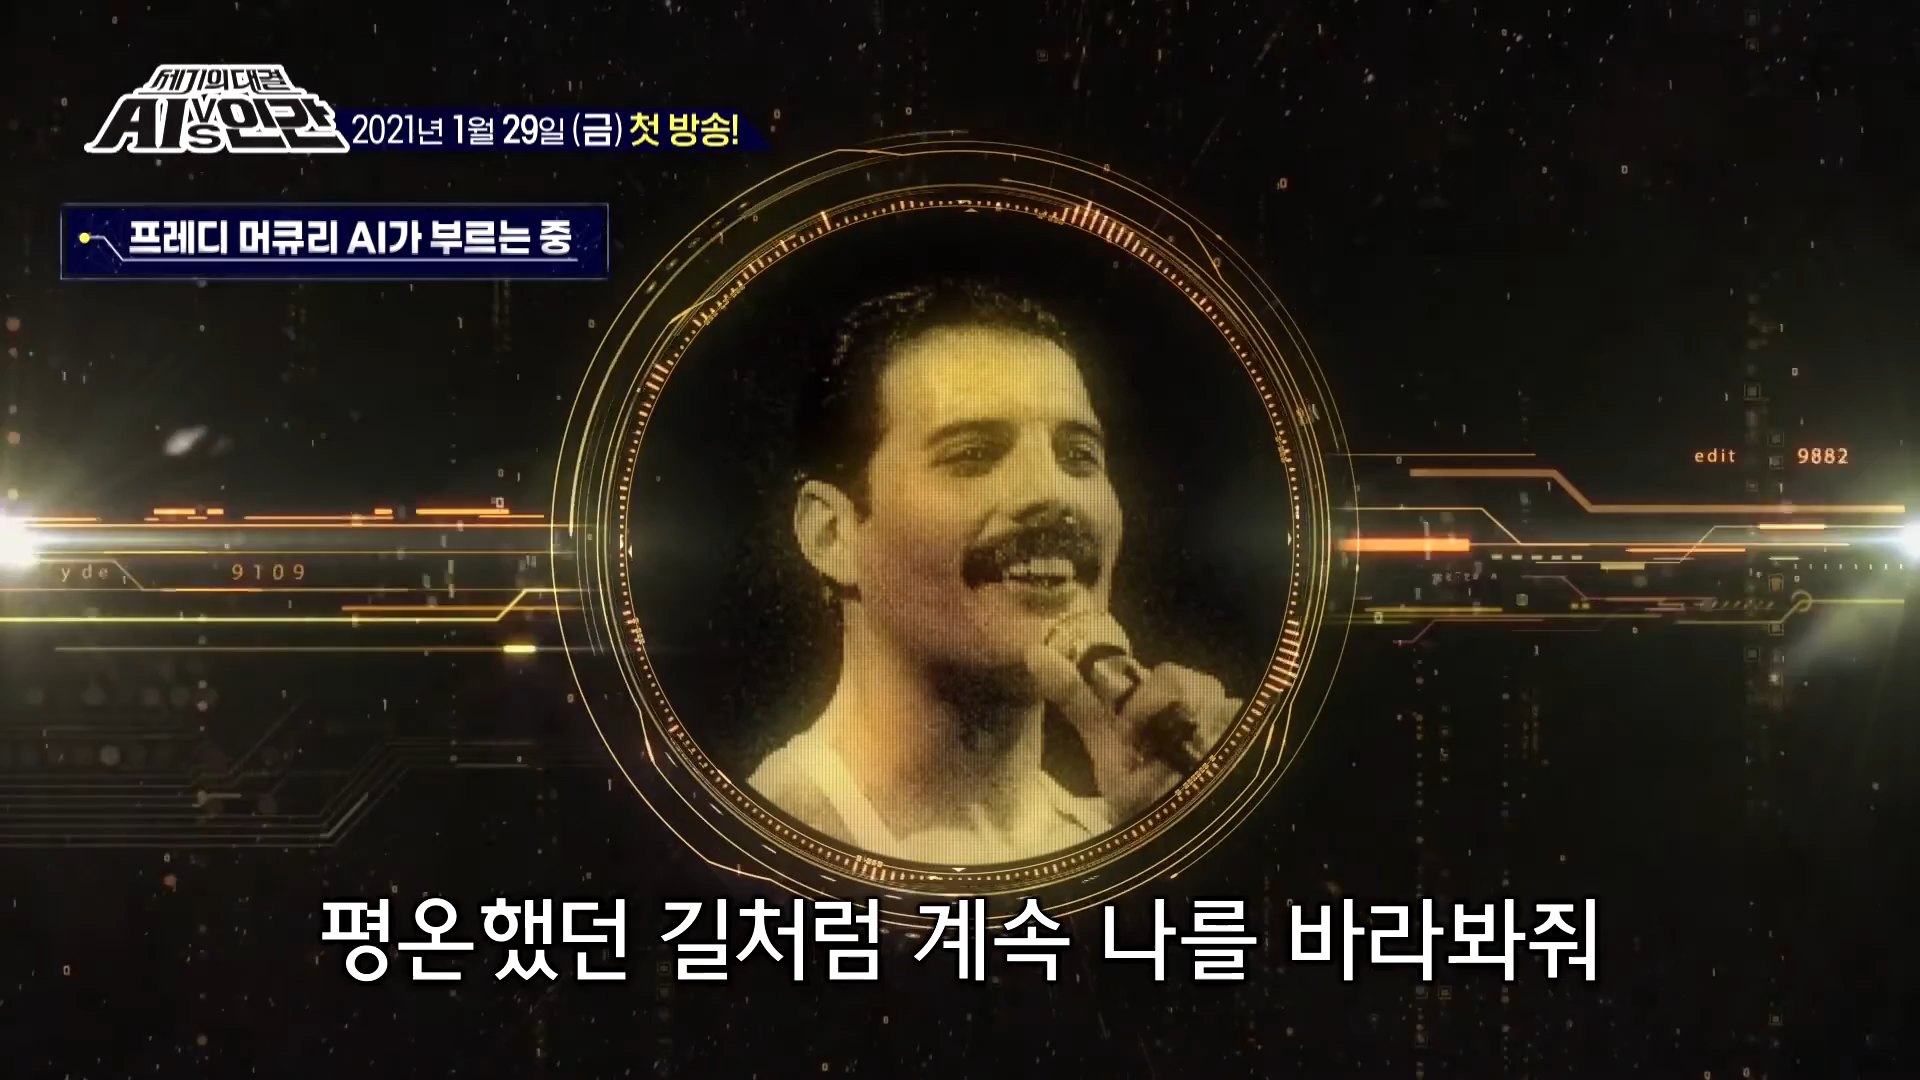 세기의 대결
AI VS 인간
2021년 1월 29일 (금) 첫 방송!
프레디 머큐리 AI가 부르는 중
edit 9882
yde 9109
평온했던 길처럼 계속 나를 바라봐줘